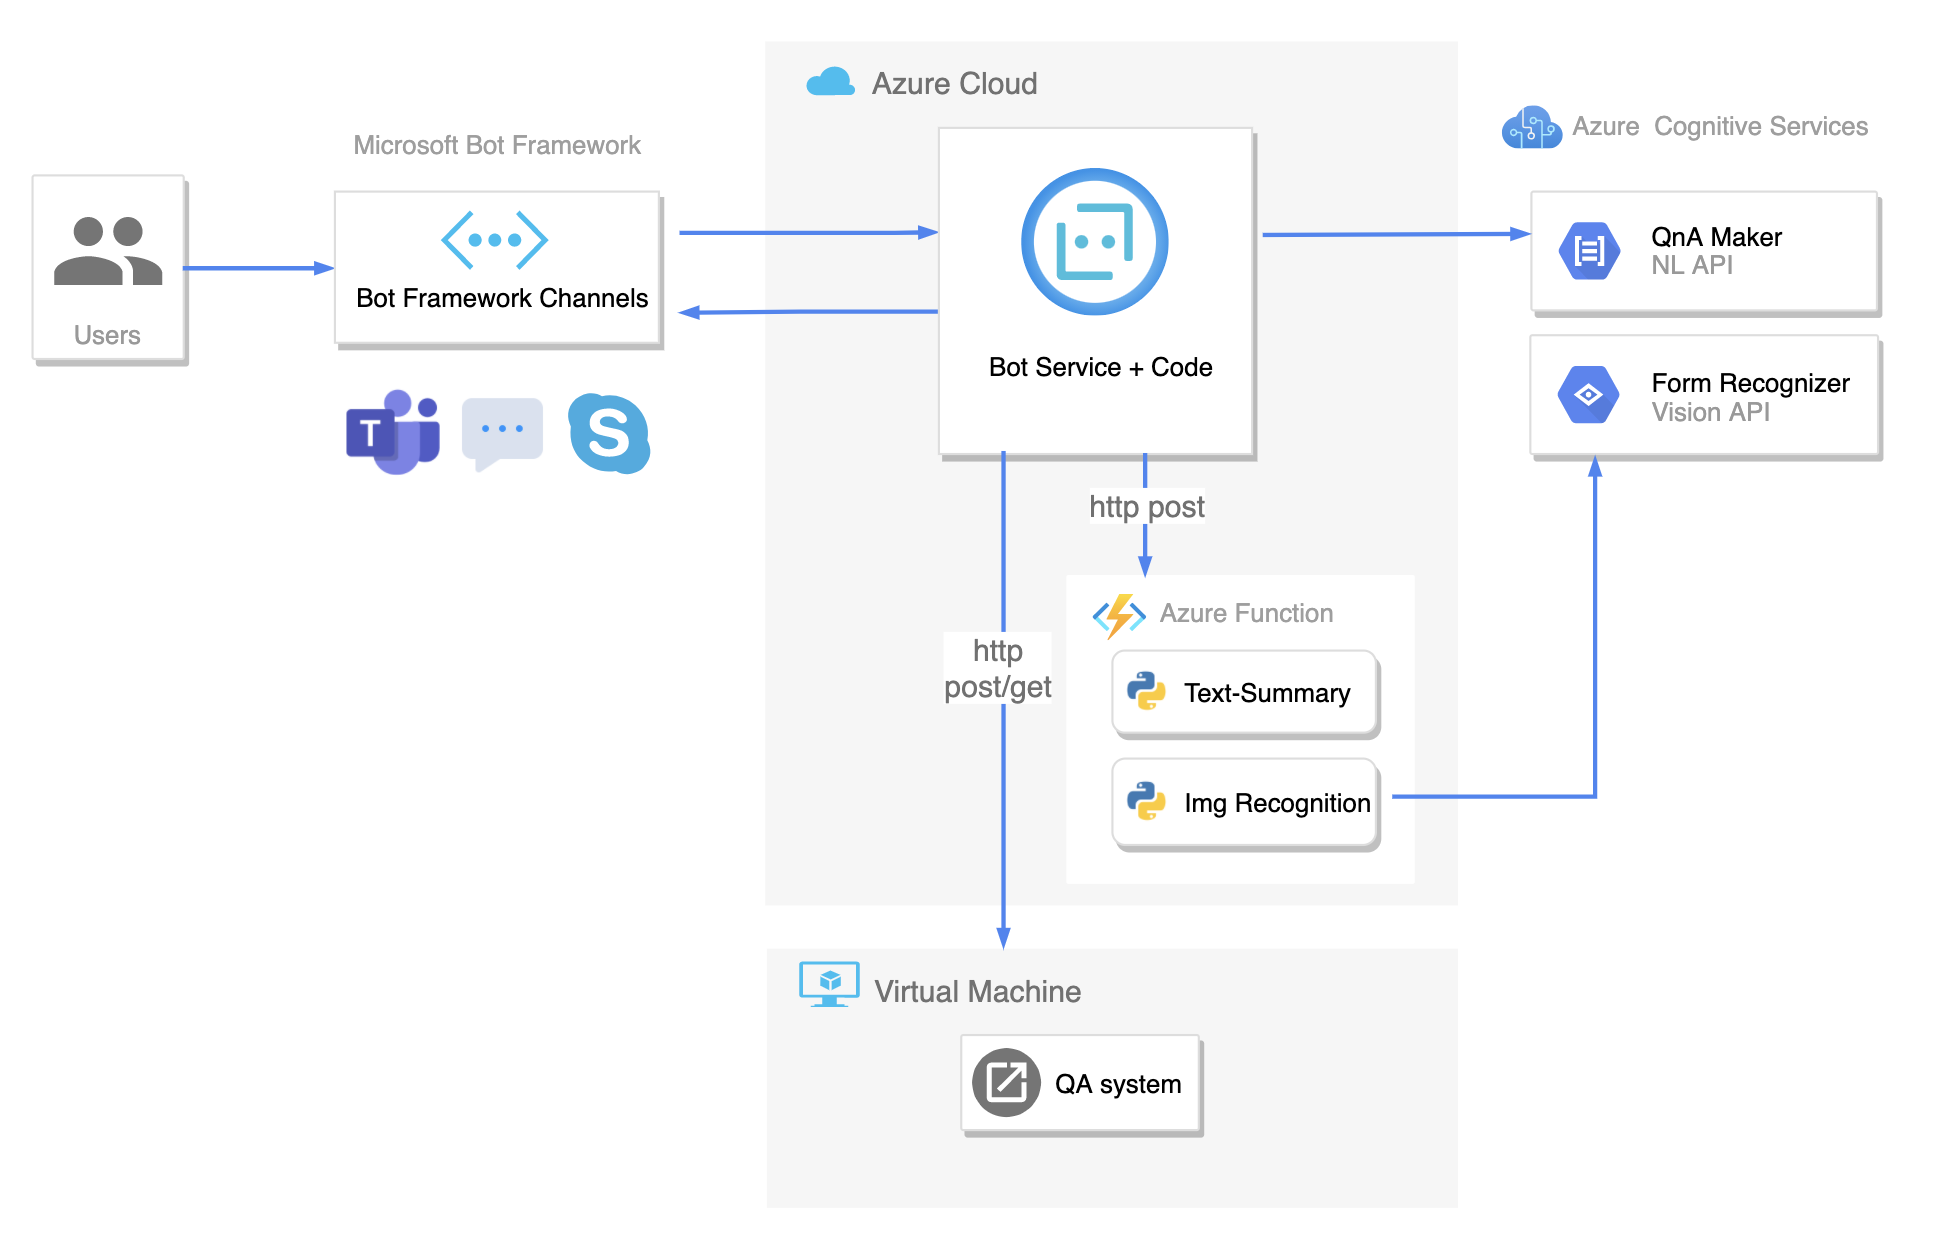 Azure Cloud
Microsoft Bot Framework
Azure Cognitive Services
Users
Bot Framework Channels
T
S
Bot Service + Code
QnA Maker
NL API
Form Recognizer
Vision API
http post
http
post/get
Azure Function
Text-Summary
Img Recognition
Virtual Machine
QA system